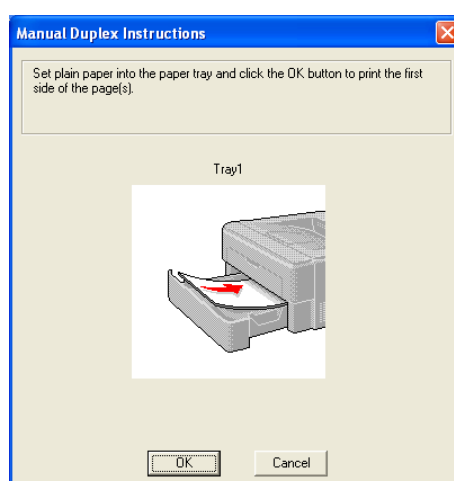 Manual Duplex Instructions
Set plain paper into the paper tray and click the OK button to print the first
side of the page(s).
Tray1
OK
Cancel